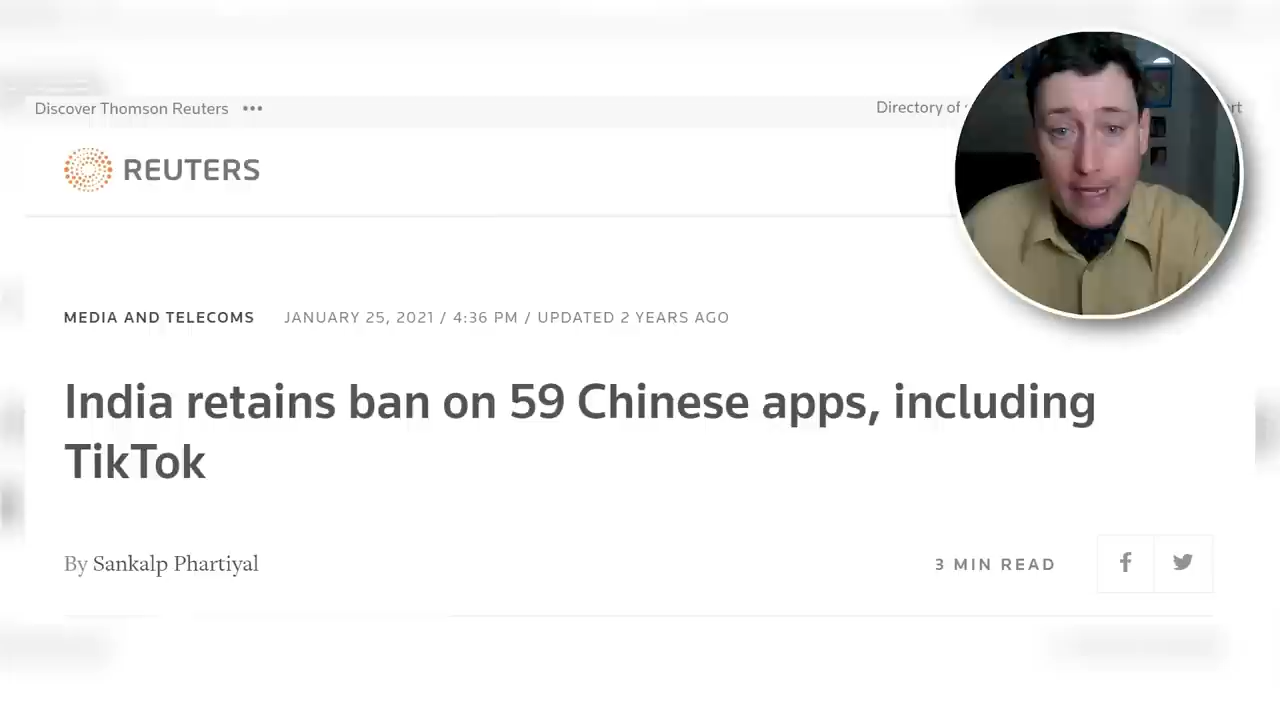 Discover Thomson Reuters •••
Directory of
rt
REUTERS
MEDIA AND TELECOMS JANUARY 25, 2021 / 4:36 PM / UPDATED 2 YEARS AGO
India retains ban on 59 Chinese apps, including
TikTok
By Sankalp Phartiyal
3 MIN READ